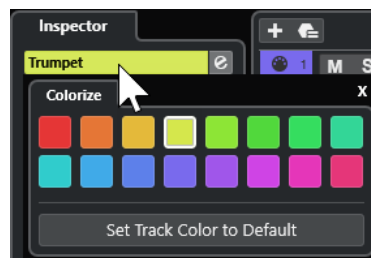 Inspector
Trumpet e
1 M S
Colorize x
Set Track Color to Default